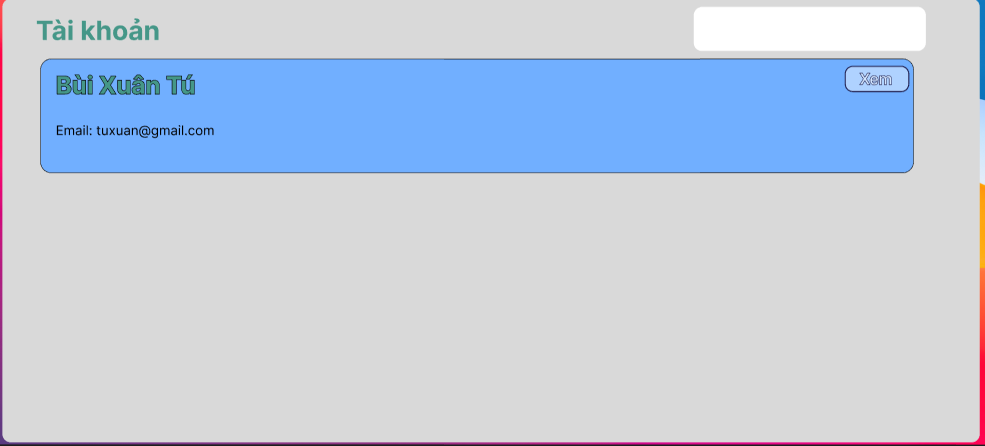 Tài khoản
Bùi Xuân Tú
Xem
Email: tuxuan@gmail.com